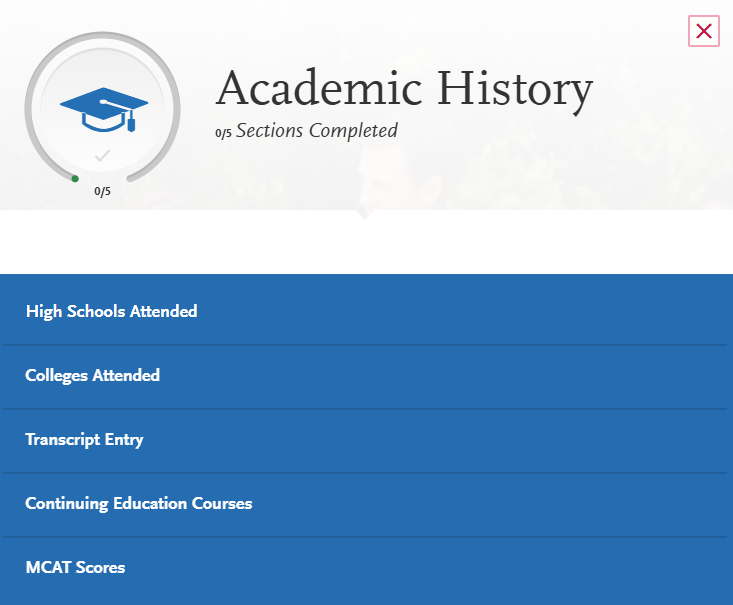 Academic History
0/5 Sections Completed
0/5
High Schools Attended
Colleges Attended
Transcript Entry
Continuing Education Courses
MCAT Scores